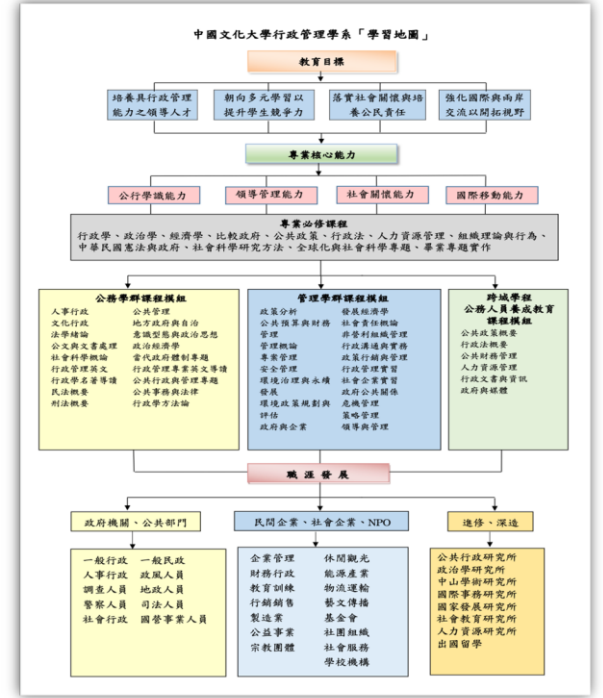 中國文化大學行政管理學系「學習地圖」
教育目標
培養具行政管理
能力之領導人才
朝向多元學習以
提升學生競爭力
落實社會關懷與培
養公民責任
強化國際與兩岸
交流以開拓視野
專業核心能力
公行學識能力
領導管理能力
社會關懷能力
國際移動能力
專業必修課程
行政學、政治學、經濟學、比較政府、公共政策、行政法、人力資源管理、組織理論與行為、
中華民國憲法與政府、社會科學研究方法、全球化與社會科學專題、畢業專題實作
公務學群課程模組
人事行政
文化行政
法學緒論
公文與文書處理
社會科學概論
行政管理英文
行政學名著導讀
民法概要
刑法概要
公共管理
地方政府與自治
意識型態與政治思想
政治經濟學
當代政府體制專題
行政管理專業英文導讀
公共行政與管理專題
公共事務與法律
行政學方法論
管理學群課程模組
政策分析
公共預算與財務
管理概論
專案管理
安全管理
環境治理與永續
發展
環境政策規劃與
評估
政府與企業
發展經濟學
社會責任概論
非營利組織管理
行政溝通與實務
政策行銷與管理
行政管理實習
社會企業實習
政府公共關係
危機管理
策略管理
領導與管理
跨域學程
公務人員養成教育
課程模組
公共政策概要
行政法概要
公共財務管理
人力資源管理
行政文書與資訊
政府與媒體
職涯發展
政府機關、公共部門
民間企業、社會企業、NPO
進修、深造
一般行政 一般民政
人事行政 政風人員
調查人員 地政人員
警察人員 司法人員
社會行政 國營事業人員
企業管理
財務行政
教育訓練
行銷銷售
製造業
公益事業
宗教團體
休閒觀光
能源產業
物流運輸
藝文傳播
基金會
社團組織
社會服務
學校機構
公共行政研究所
政治學研究所
中山學術研究所
國際事務研究所
國家發展研究所
社會教育研究所
人力資源研究所
出國留學